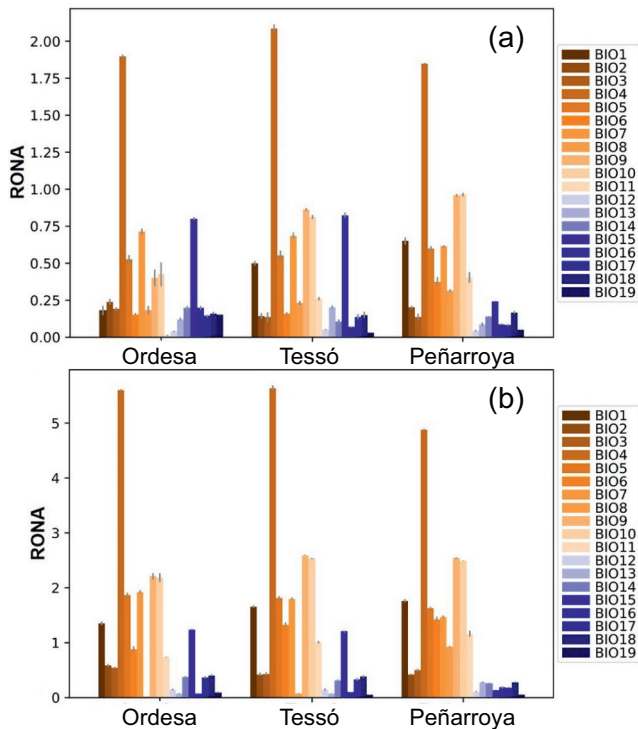 (a)
2.00
1.75
1.50
1.25
1.00
0.75
0.50
0.25
0.00
RONA
Ordesa Tessó Peñarroya
BIO1
BIO2
BIO3
BIO4
BIO5
BIO6
BIO7
BIO8
BIO9
BIO10
BIO11
BIO12
BIO13
BIO14
BIO15
BIO16
BIO17
BIO18
BIO19
(b)
5
4
3
2
1
0
RONA
Ordesa Tessó Peñarroya
BIO1
BIO2
BIO3
BIO4
BIO5
BIO6
BIO7
BIO8
BIO9
BIO10
BIO11
BIO12
BIO13
BIO14
BIO15
BIO16
BIO17
BIO18
BIO19